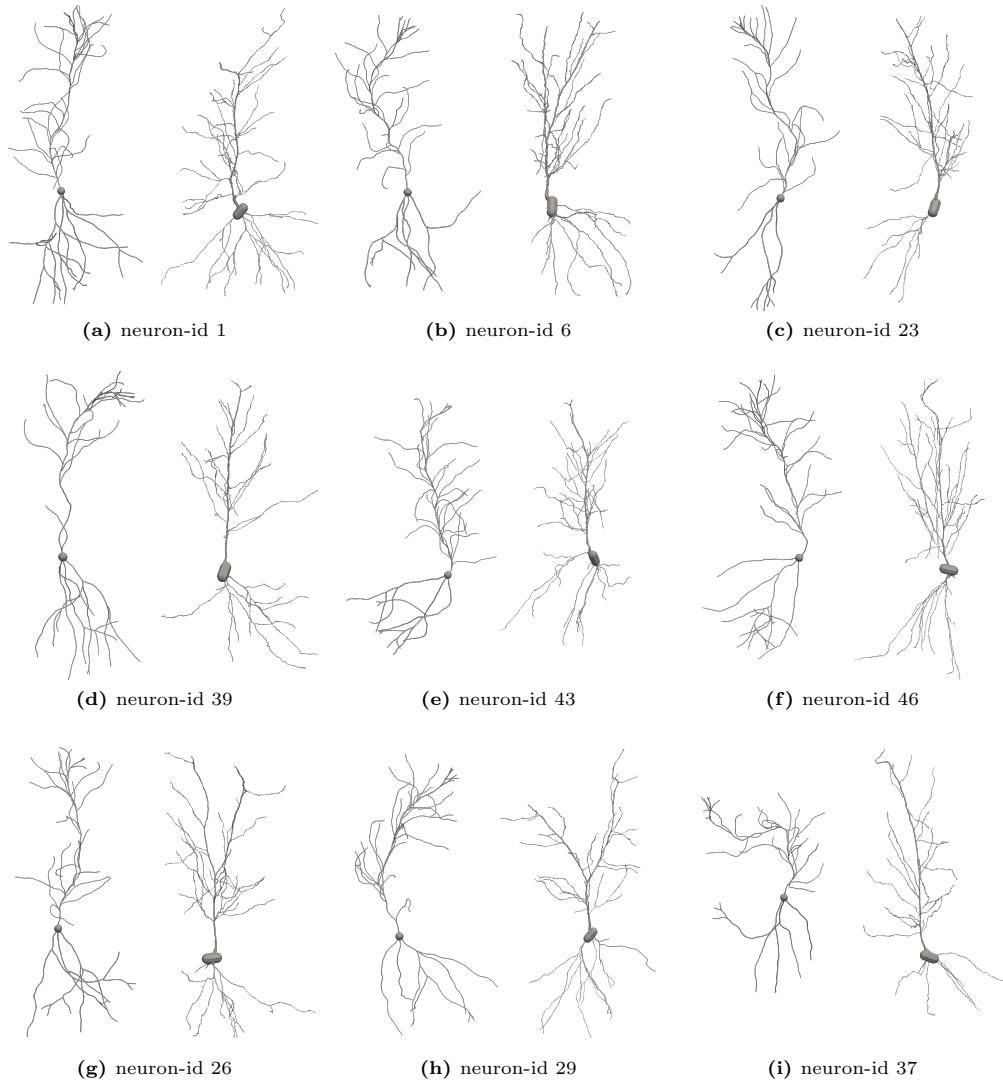 (a) neuron-id 1
(b) neuron-id 6
(c) neuron-id 23
(d) neuron-id 39
(e) neuron-id 43
(f) neuron-id 46
(g) neuron-id 26
(h) neuron-id 29
(i) neuron-id 37